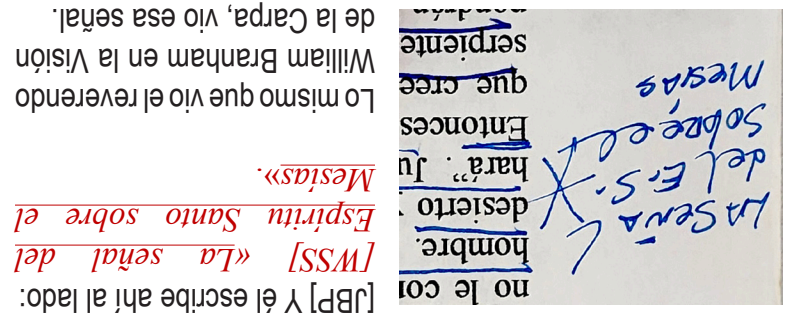 LA Señal
del E.S.
Sobre el
Mesías
no le con
hombre.
desierto
hará”. Ju
Entonces
que cree
serpiente
pondrán
[JBP] Y él escribe ahí al lado:
[WSS] «La señal del
Espíritu Santo sobre el
Mesías».
Lo mismo que vio el reverendo
William Branham en la Visión
de la Carpa, vio esa señal.